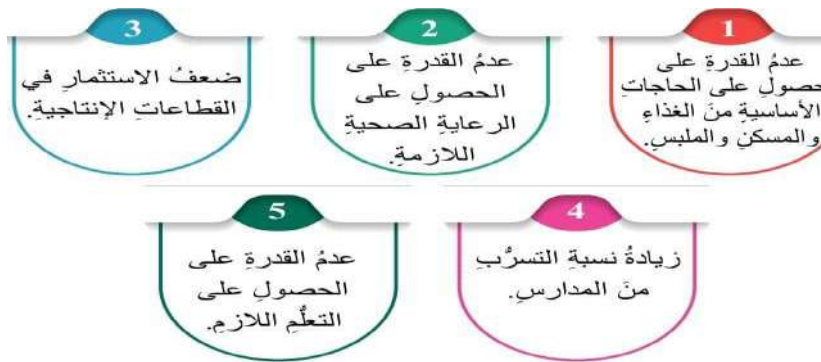 1
عدمُ القدرةِ على
حصولِ على الحاجاتِ
الأساسيةِ منَ الغذاءِ
والمسكنِ والملبسِ.
2
عدمُ القدرةِ على
الحصولِ على
الرعايةِ الصحيةِ
اللازمةِ.
3
ضعفُ الاستثمارِ في
القطاعاتِ الإنتاجيةِ.
4
زيادةُ نسبةِ التسرُّبِ
منَ المدارسِ.
5
عدمُ القدرةِ على
الحصولِ على
التعلُّمِ اللازمِ.